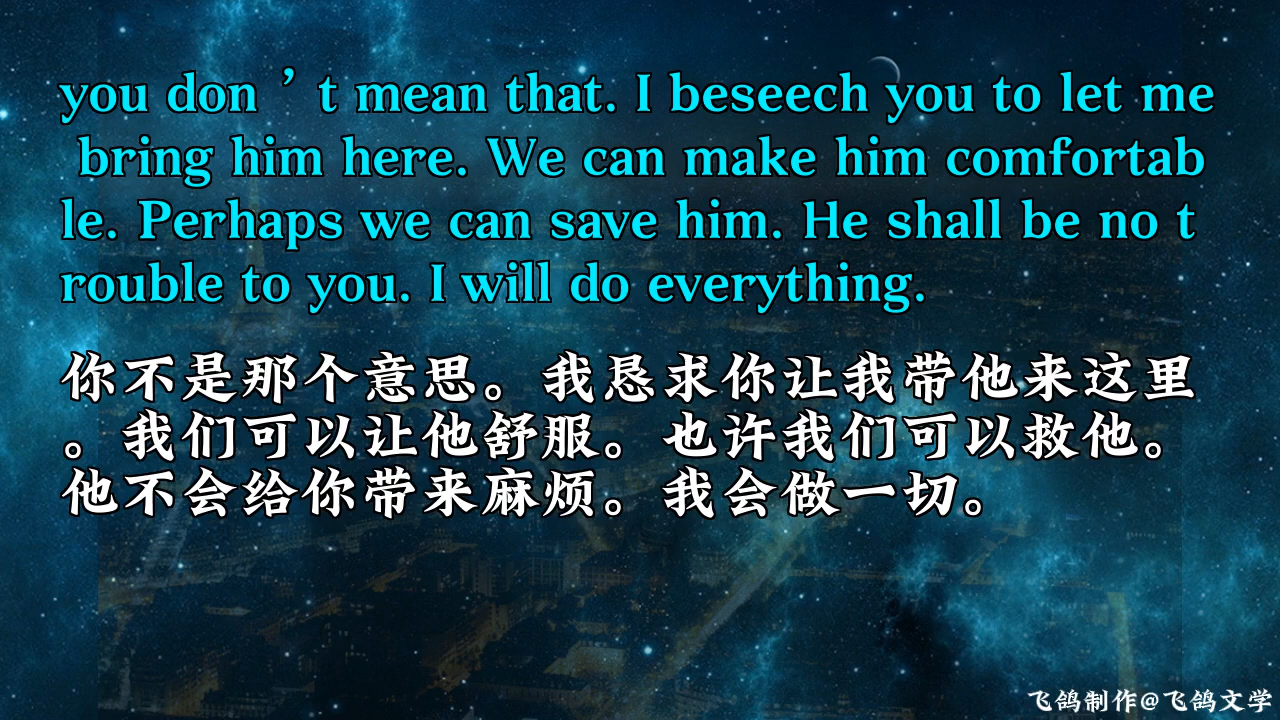 you don ’ t mean that. I beseech you to let me
bring him here. We can make him comfortab
le. Perhaps we can save him. He shall be no t
rouble to you. I will do everything.
你不是那个意思。我恳求你让我带他来这里
。我们可以让他舒服。也许我们可以救他。
他不会给你带来麻烦。我会做一切。
飞鸽制作@飞鸽文学